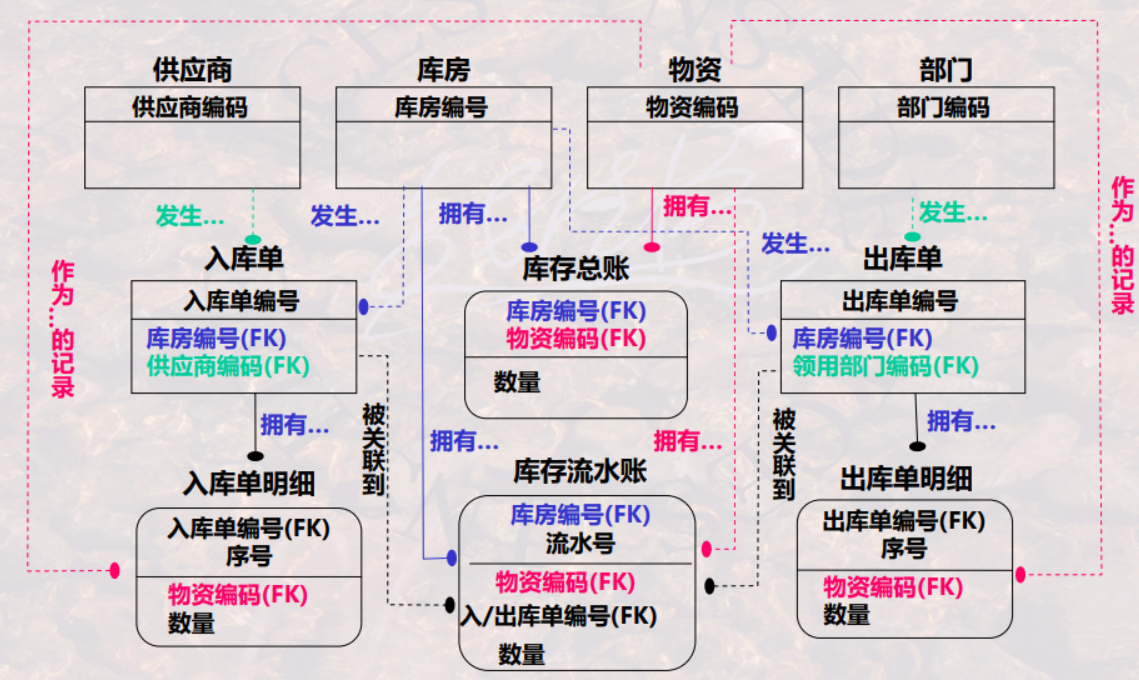 供应商
库房
物资
部门
供应商编码
库房编号
物资编码
部门编码
发生...
发生...
拥有...
拥有...
发生...
发生...
作为...的记录
作为...的记录
入库单
库存总账
出库单
入库单编号
库房编号(FK)
供应商编码(FK)
库房编号(FK)
物资编码(FK)
数量
出库单编号
库房编号(FK)
领用部门编码(FK)
拥有...
被关联到
拥有...
拥有...
被关联到
拥有...
入库单明细
库存流水账
出库单明细
入库单编号(FK)
序号
物资编码(FK)
数量
库房编号(FK)
流水号
物资编码(FK)
入/出库单编号(FK)
数量
出库单编号(FK)
序号
物资编码(FK)
数量